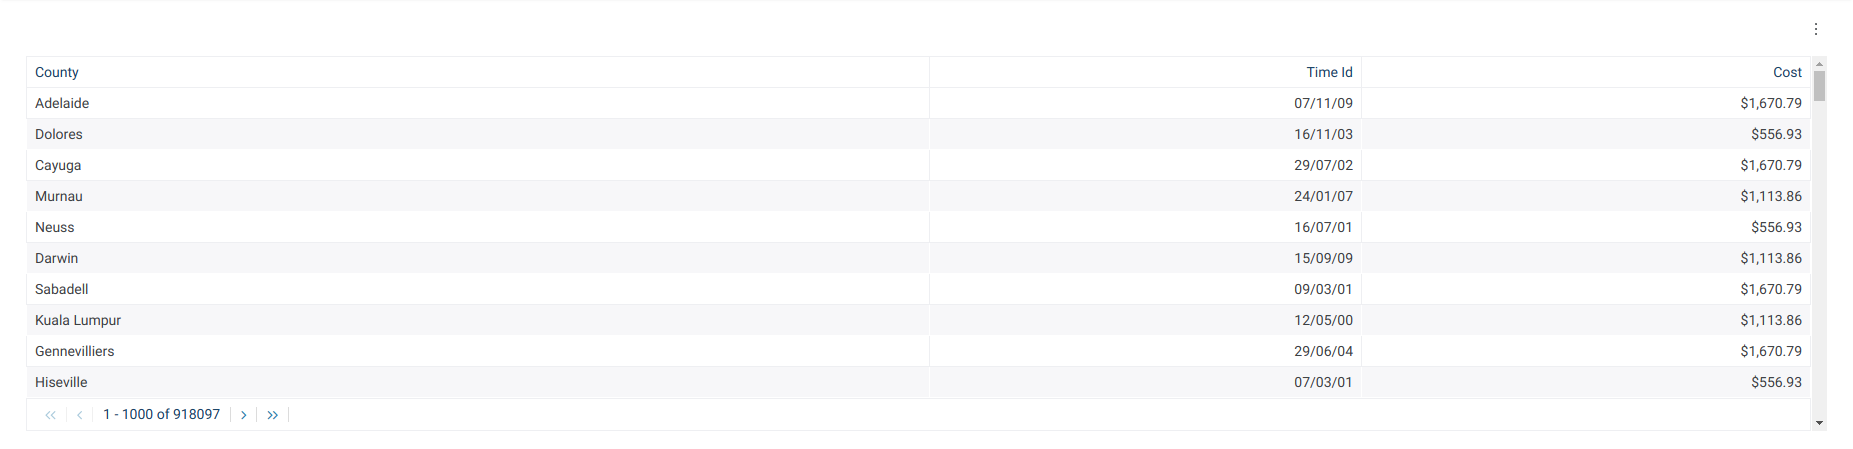 County Time Id Cost
Adelaide 07/11/09 $1,670.79
Dolores 16/11/03 $556.93
Cayuga 29/07/02 $1,670.79
Murnau 24/01/07 $1,113.86
Neuss 16/07/01 $556.93
Darwin 15/09/09 $1,113.86
Sabadell 09/03/01 $1,670.79
Kuala Lumpur 12/05/00 $1,113.86
Gennevilliers 29/06/04 $1,670.79
Hiseville 07/03/01 $556.93
1 - 1000 of 918097